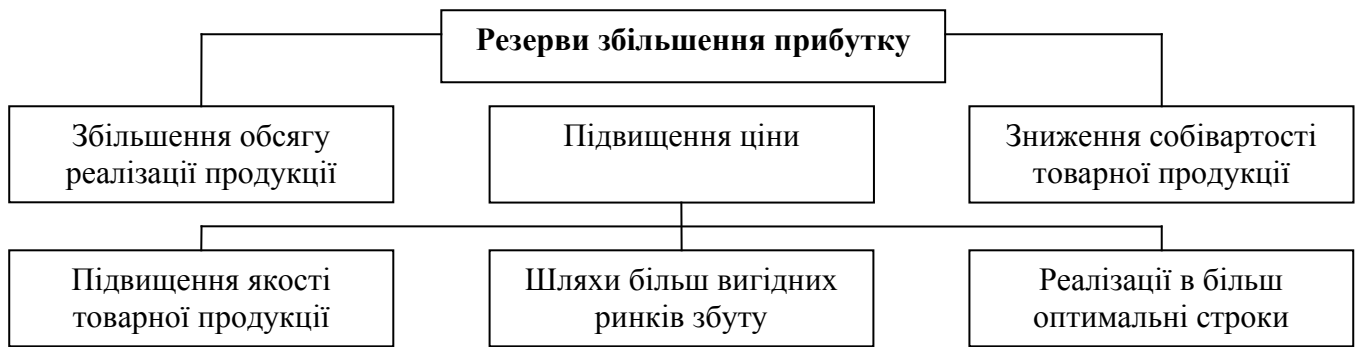 Резерви збільшення прибутку
Збільшення обсягу
реалізації продукції
Підвищення ціни
Зниження собівартості
товарної продукції
Підвищення якості
товарної продукції
Шляхи більш вигідних
ринків збуту
Реалізації в більш
оптимальні строки